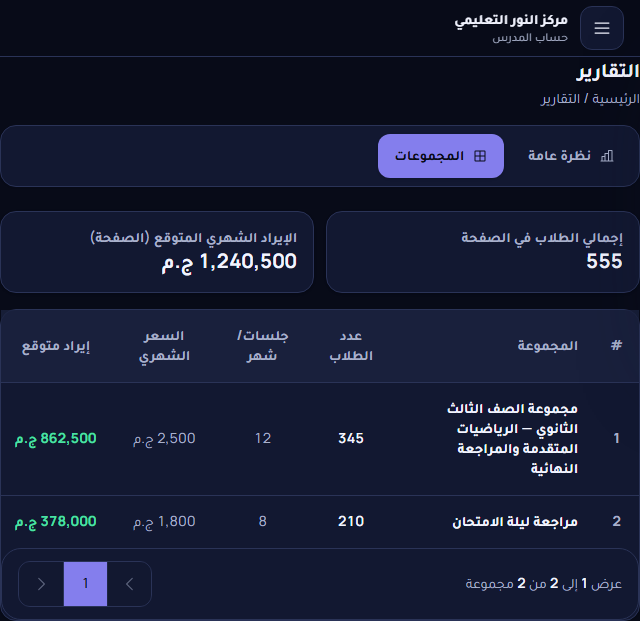 مركز النور التعليمي
حساب المدرس
التقارير
الرئيسية / التقارير
نظرة عامة
المجموعات
إجمالي الطلاب في الصفحة
555
الإيراد الشهري المتوقع (الصفحة)
1,240,500 ج.م
# المجموعة عدد الطلاب جلسات/شهر السعر الشهري إيراد متوقع
1
مجموعة الصف الثالث
الثانوي — الرياضيات
المتقدمة والمراجعة
النهائية
345
12
2,500 ج.م
862,500 ج.م
2
مراجعة ليلة الامتحان
210
8
1,800 ج.م
378,000 ج.م
عرض 1 إلى 2 من 2 مجموعة
1